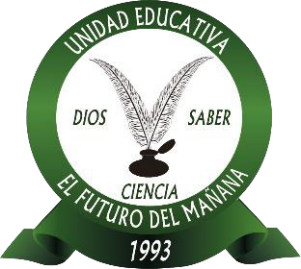 UNIDAD EDUCATIVA
DIOS
SABER
CIENCIA
EL FUTURO DEL MAÑANA
1993